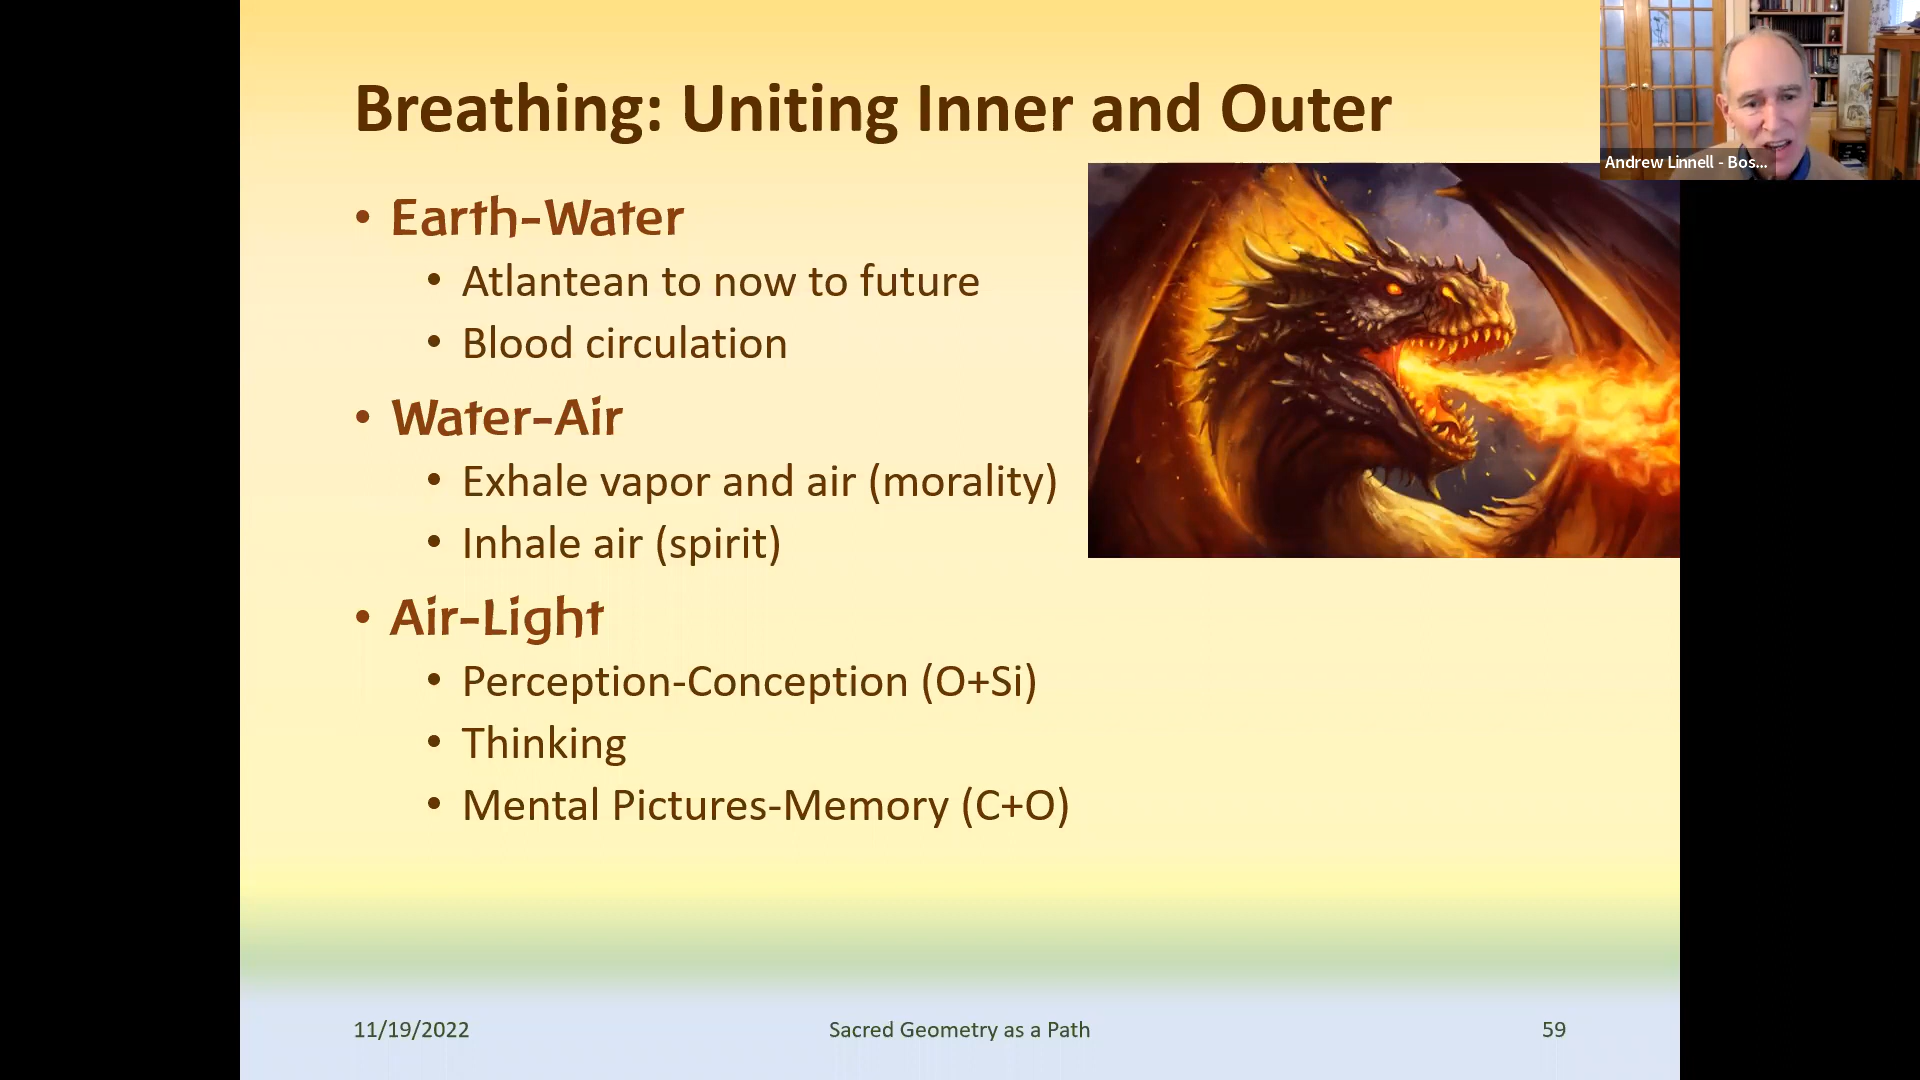 Breathing: Uniting Inner and Outer
Andrew Linnell - Bos...
• Earth-Water
• Atlantean to now to future
• Blood circulation
• Water-Air
• Exhale vapor and air (morality)
• Inhale air (spirit)
• Air-Light
• Perception-Conception (O+Si)
• Thinking
• Mental Pictures-Memory (C+O)
11/19/2022
Sacred Geometry as a Path
59